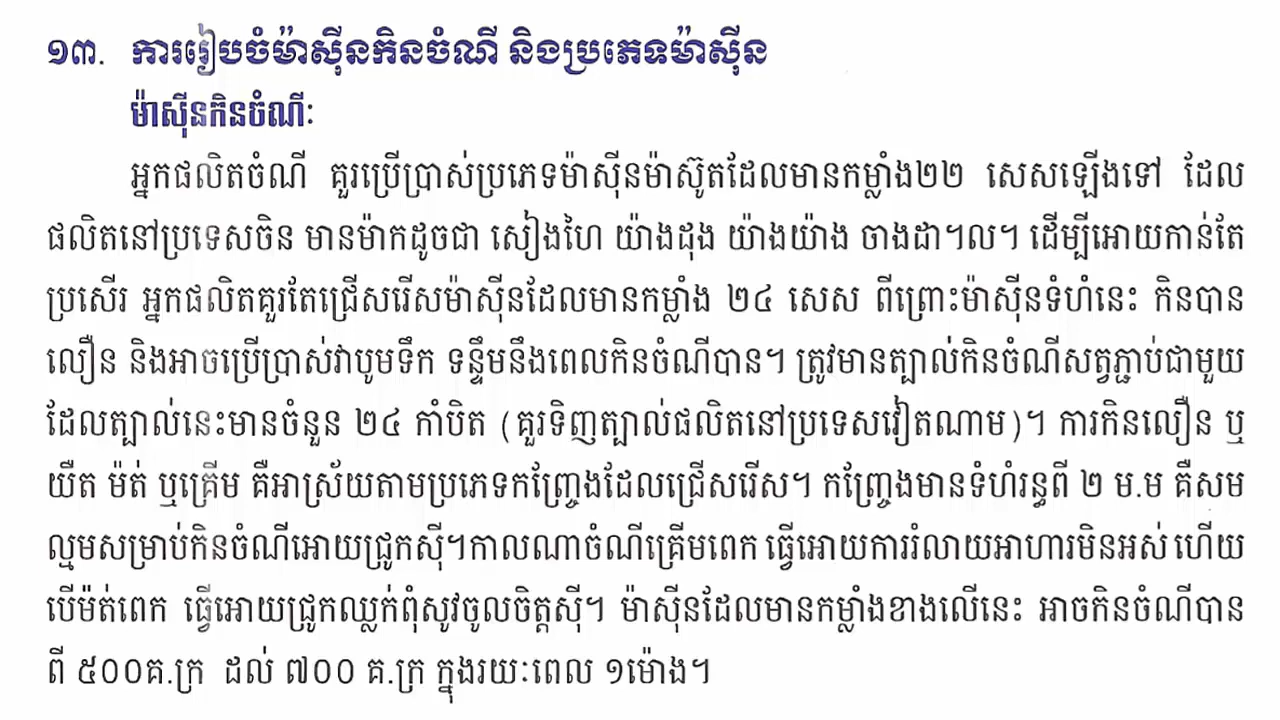 ១៣. ការរៀបចំម៉ាស៊ីនកិនចំណី និងប្រភេទម៉ាស៊ីន
ម៉ាស៊ីនកិនចំណីៈ
អ្នកផលិតចំណី គួរប្រើប្រាស់ប្រភេទម៉ាស៊ីនម៉ាស៊ូតដែលមានកម្លាំង២២ សេសឡើងទៅ ដែល
ផលិតនៅប្រទេសចិន មានម៉ាកដូចជា សៀងហៃ យ៉ាងដុង យ៉ាងយ៉ាង ចាងដា។ល។ ដើម្បីអោយកាន់តែ
ប្រសើរ អ្នកផលិតគួរតែជ្រើសរើសម៉ាស៊ីនដែលមានកម្លាំង ២៤ សេស ពីព្រោះម៉ាស៊ីនទំហំនេះ កិនបាន
លឿន និងអាចប្រើប្រាស់វាបូមទឹក ទន្ទឹមនឹងពេលកិនចំណីបាន។ ត្រូវមានត្បាល់កិនចំណីសត្វភ្ជាប់ជាមួយ
ដែលត្បាល់នេះមានចំនួន ២៤ កាំបិត (គួរទិញត្បាល់ផលិតនៅប្រទេសវៀតណាម)។ ការកិនលឿន ឬ
យឺត ម៉ត់ ឬគ្រើម គឺអាស្រ័យតាមប្រភេទកញ្ច្រែងដែលជ្រើសរើស។ កញ្ច្រែងមានទំហំរន្ធពី ២ ម.ម គឺសម
ល្មមសម្រាប់កិនចំណីអោយជ្រូកស៊ី។កាលណាចំណីគ្រើមពេក ធ្វើអោយការរំលាយអាហារមិនអស់ ហើយ
បើម៉ត់ពេក ធ្វើអោយជ្រូកឈ្លក់ពុំសូវចូលចិត្តស៊ី។ ម៉ាស៊ីនដែលមានកម្លាំងខាងលើនេះ អាចកិនចំណីបាន
ពី ៥០០គ.ក្រ ដល់ ៧០០ គ.ក្រ ក្នុងរយៈពេល ១ម៉ោង។